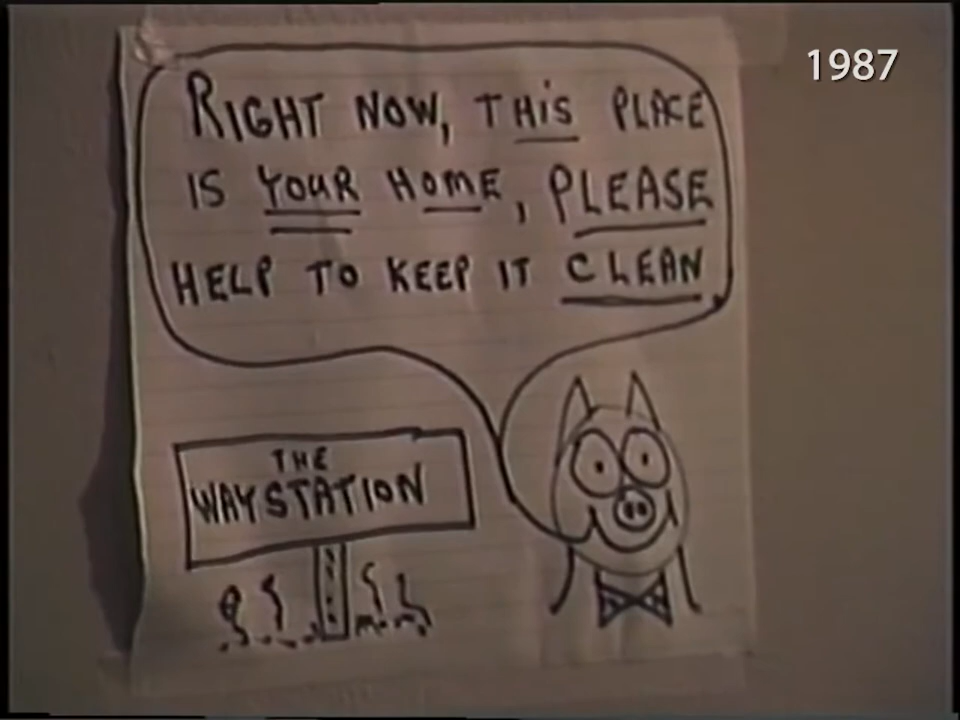 1987
RIGHT NOW, THIS PLACE
IS YOUR HOME, PLEASE
HELP TO KEEP IT CLEAN
THE
WAYSTATION